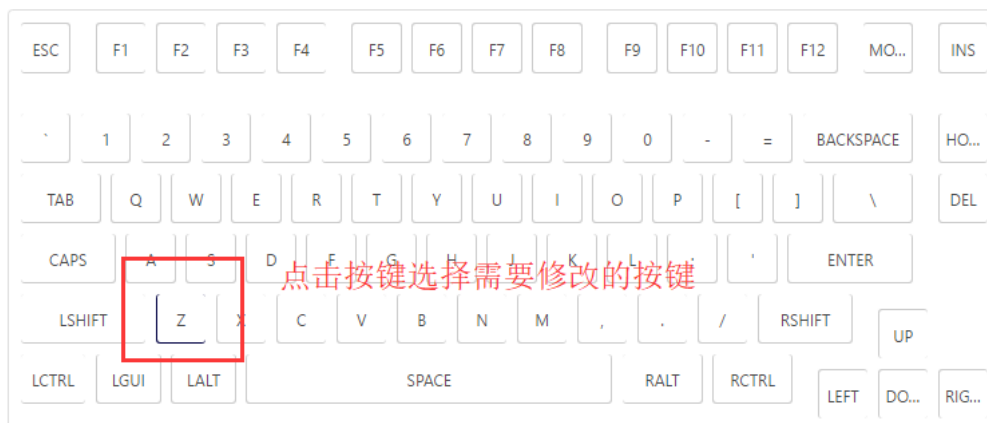 ESC F1 F2 F3 F4 F5 F6 F7 F8 F9 F10 F11 F12 MO... INS
` 1 2 3 4 5 6 7 8 9 0 - = BACKSPACE HO...
TAB Q W E R T Y U I O P [ ] \ DEL
CAPS A S D F G H J K L ; ' ENTER
点击按键选择需要修改的按键
LSHIFT Z X C V B N M , . / RSHIFT UP
LCTRL LGUI LALT SPACE RALT RCTRL LEFT DO... RIG...